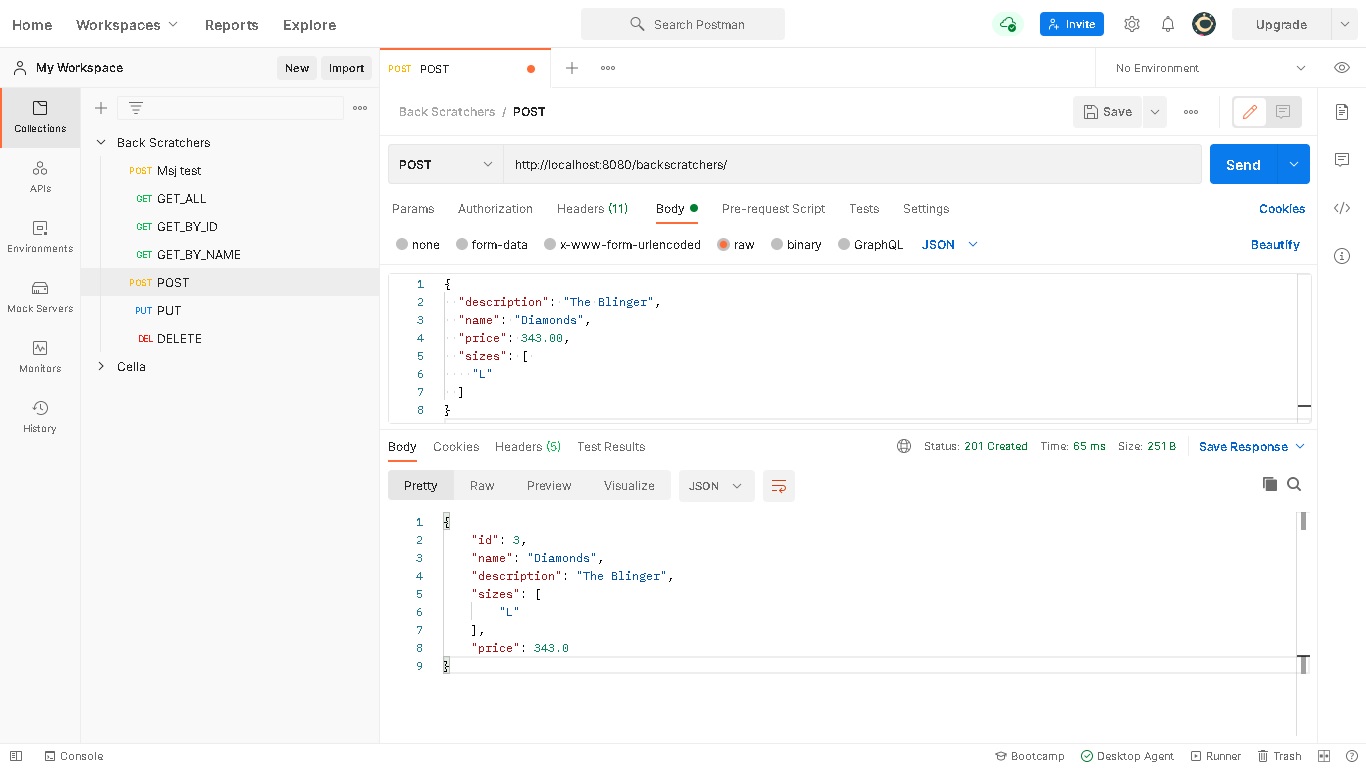 Home Workspaces Reports Explore Search Postman Invite Upgrade
My Workspace New Import POST POST No Environment
Collections
APIs
Environments
Mock Servers
Monitors
History
Back Scratchers
POST Msj test
GET GET_ALL
GET GET_BY_ID
GET GET_BY_NAME
POST POST
PUT PUT
DEL DELETE
Cella
Back Scratchers / POST Save
POST http://localhost:8080/backscratchers/ Send
Params Authorization Headers (11) Body Pre-request Script Tests Settings Cookies
none form-data x-www-form-urlencoded raw binary GraphQL JSON Beautify
1 {
2 "description": "The Blinger",
3 "name": "Diamonds",
4 "price": 343.00,
5 "sizes": [
6 "L"
7 ]
8 }
Body Cookies Headers (5) Test Results Status: 201 Created Time: 65 ms Size: 251 B Save Response
Pretty Raw Preview Visualize JSON
1 {
2 "id": 3,
3 "name": "Diamonds",
4 "description": "The Blinger",
5 "sizes": [
6 "L"
7 ],
8 "price": 343.0
9 }
Console Bootcamp Desktop Agent Runner Trash